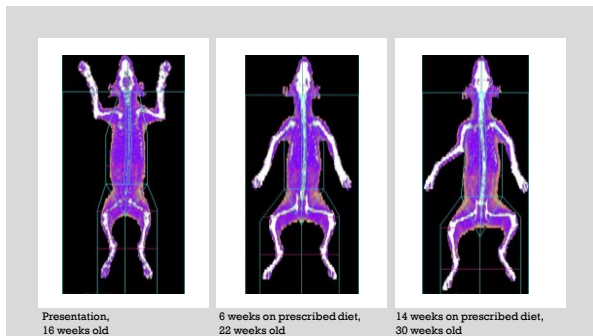 Presentation,
16 weeks old
6 weeks on prescribed diet,
22 weeks old
14 weeks on prescribed diet,
30 weeks old